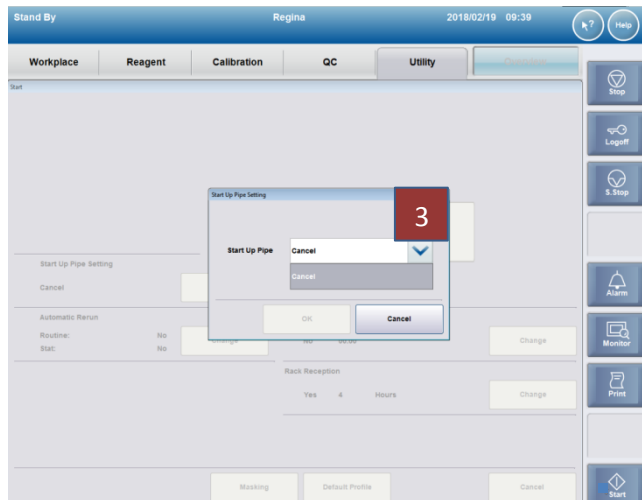 Stand By Regina 2018/02/19 09:39 ? Help
Workplace Reagent Calibration QC Utility
Start
Stop
Logoff
S.Stop
Start Up Pipe Setting
3
Start Up Pipe Cancel
Cancel
OK Cancel
Start Up Pipe Setting
Cancel
Alarm
Automatic Rerun
Routine: No Change
Stat: No
Change
Monitor
Rack Reception
Yes 4 Hours Change
Print
Masking Default Profile Cancel
Start